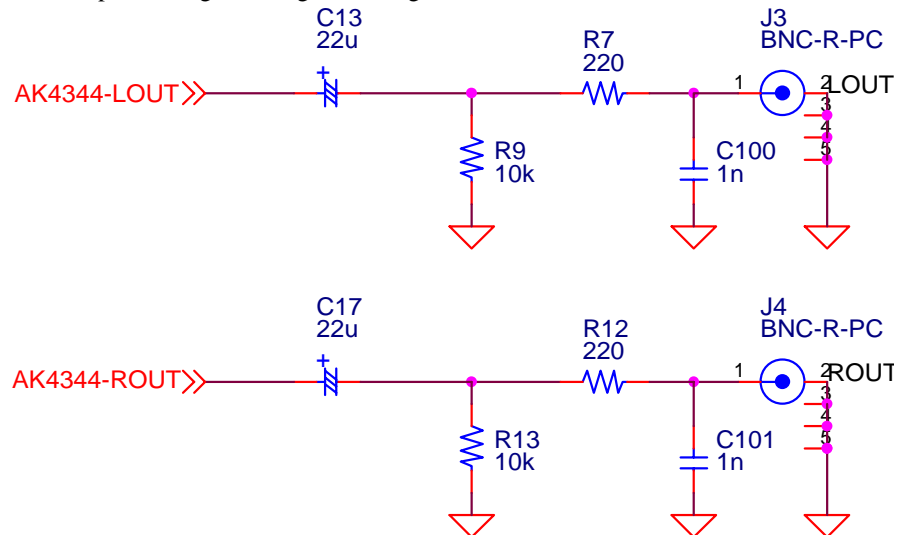 C13
22u
+
R7
220
J3
BNC-R-PC
AK4344-LOUT
1
2
LOUT
3
4
5
R9
10k
C100
1n
C17
22u
+
R12
220
J4
BNC-R-PC
AK4344-ROUT
1
2
ROUT
3
4
5
R13
10k
C101
1n